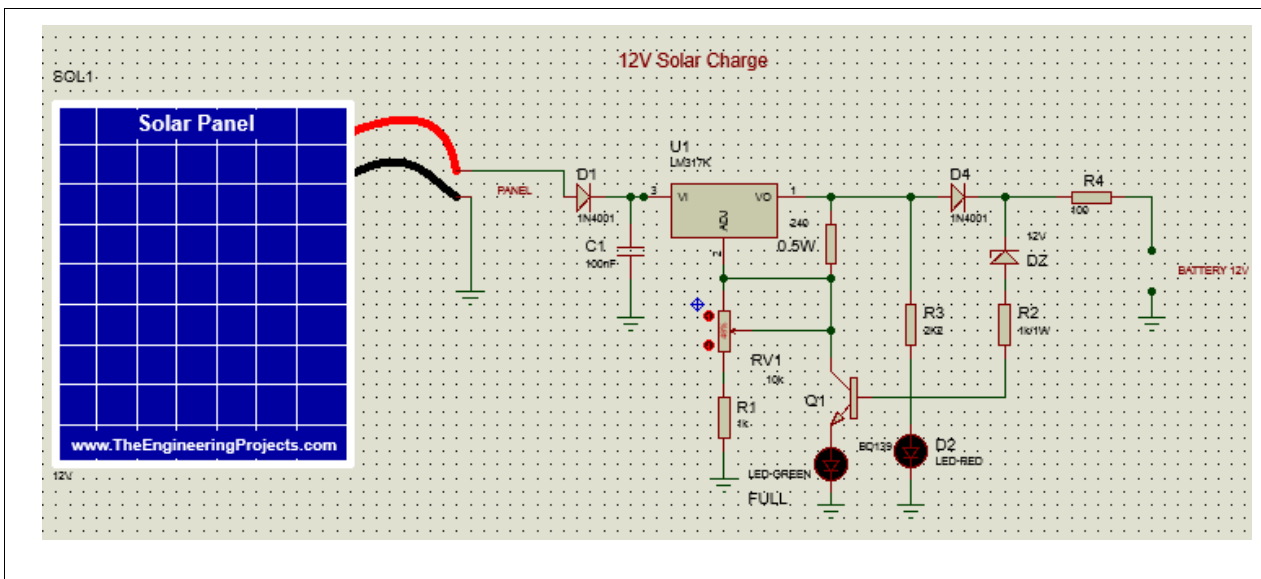 12V Solar Charge
SOL1
Solar Panel
www.TheEngineeringProjects.com
12V
PANEL
D1
1N4001
C1
100nF
U1
LM317K
3
VI
VO
1
ADJ
2
240
0.5W
D4
1N4001
R4
100
12V
DZ
BATTERY 12V
R3
2K2
R2
1k/1W
RV1
10k
R1
1k
Q1
BD139
D2
LED-RED
LED-GREEN
FULL